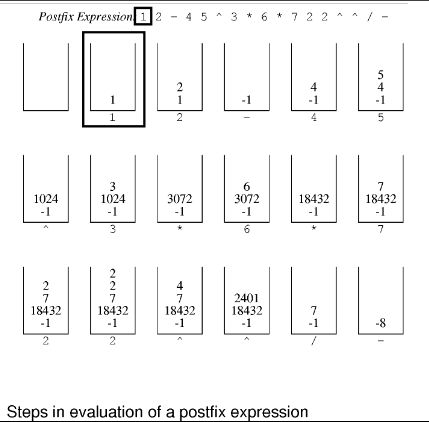 Postfix Expression: 1 2 - 4 5 ^ 3 * 6 * 7 2 2 ^ ^ / -
5
2 4 4
1 1 -1 -1 -1
1 2 - 4 5
3 6 7
1024 1024 3072 3072 18432 18432
-1 -1 -1 -1 -1 -1
^ 3 * 6 * 7
2
2 2 4
7 7 7 2401
18432 18432 18432 18432 7
-1 -1 -1 -1 -1 -8
2 2 ^ ^ / -
Steps in evaluation of a postfix expression